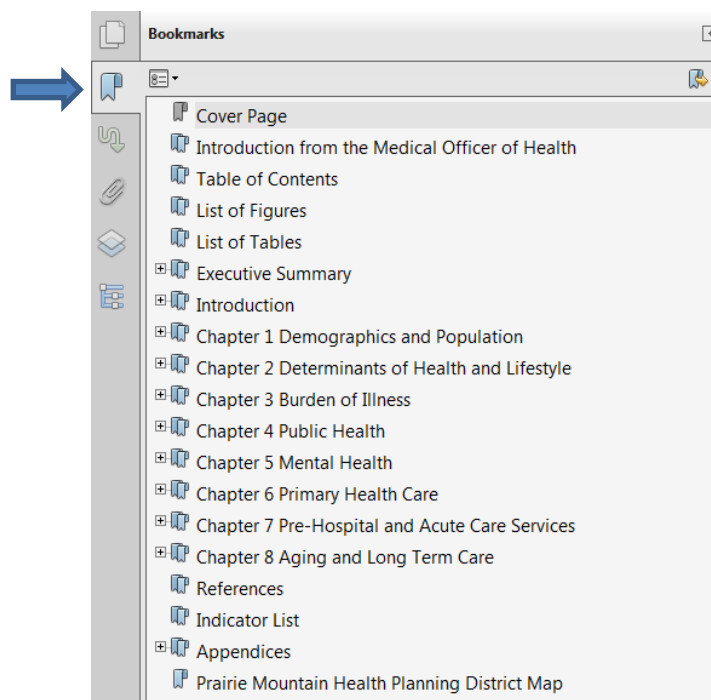 Bookmarks
Cover Page
Introduction from the Medical Officer of Health
Table of Contents
List of Figures
List of Tables
Executive Summary
Introduction
Chapter 1 Demographics and Population
Chapter 2 Determinants of Health and Lifestyle
Chapter 3 Burden of Illness
Chapter 4 Public Health
Chapter 5 Mental Health
Chapter 6 Primary Health Care
Chapter 7 Pre-Hospital and Acute Care Services
Chapter 8 Aging and Long Term Care
References
Indicator List
Appendices
Prairie Mountain Health Planning District Map